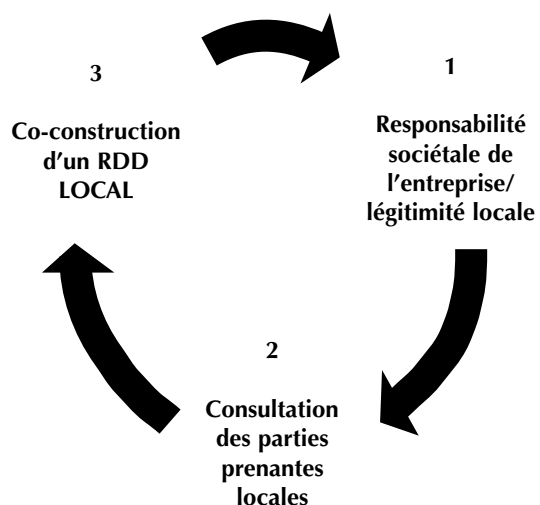 1
Responsabilité
sociétale de
l'entreprise/
légitimité locale
2
Consultation
des parties
prenantes
locales
3
Co-construction
d'un RDD
LOCAL